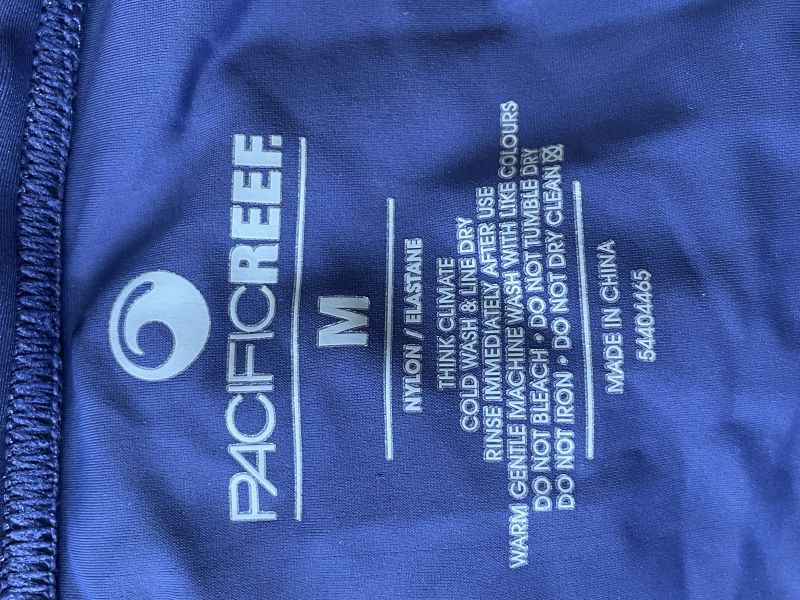 PACIFICREEF.
M
NYLON / ELASTANE
THINK CLIMATE
COLD WASH & LINE DRY
RINSE IMMEDIATELY AFTER USE
WARM GENTLE MACHINE WASH WITH LIKE COLOURS
DO NOT BLEACH • DO NOT TUMBLE DRY
DO NOT IRON • DO NOT DRY CLEAN
MADE IN CHINA
54404465